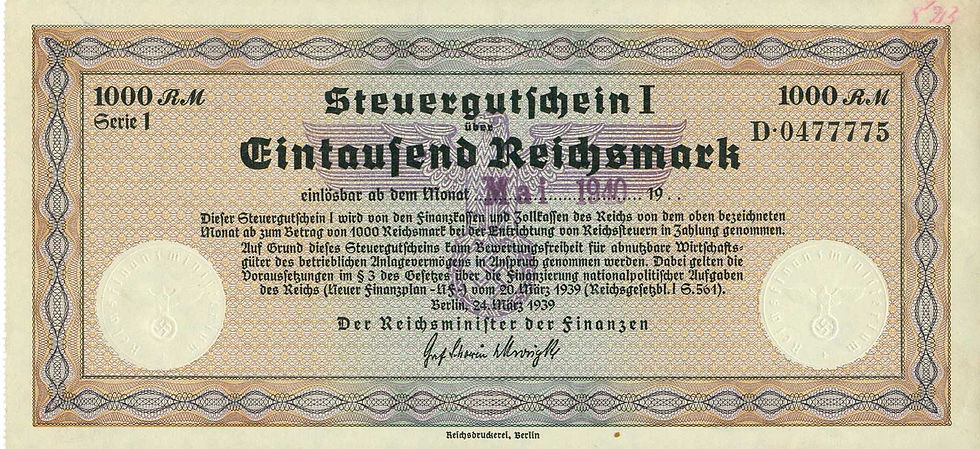 1000 RM
Steuergutschein I
1000 RM
Serie 1
über
D·0477775
Eintausend Reichsmark
einlösbar ab dem Monat Mai 1940 19 . .
Dieser Steuergutschein I wird von den Finanzkassen und Zollkassen des Reichs von dem oben bezeichneten
Monat ab zum Betrag von 1000 Reichsmark bei der Entrichtung von Reichssteuern in Zahlung genommen.
Auf Grund dieses Steuergutscheins kann Bewertungsfreiheit für abnutzbare Wirtschafts-
güter des betrieblichen Anlagevermögens in Anspruch genommen werden. Dabei gelten die
Voraussetzungen im § 3 des Gesetzes über die Finanzierung nationalpolitischer Aufgaben
des Reichs (Neuer Finanzplan -NF-) vom 20. März 1939 (Reichsgesetzbl. I S. 561).
Berlin, 24. März 1939
Der Reichsminister der Finanzen
Reichsdruckerei, Berlin